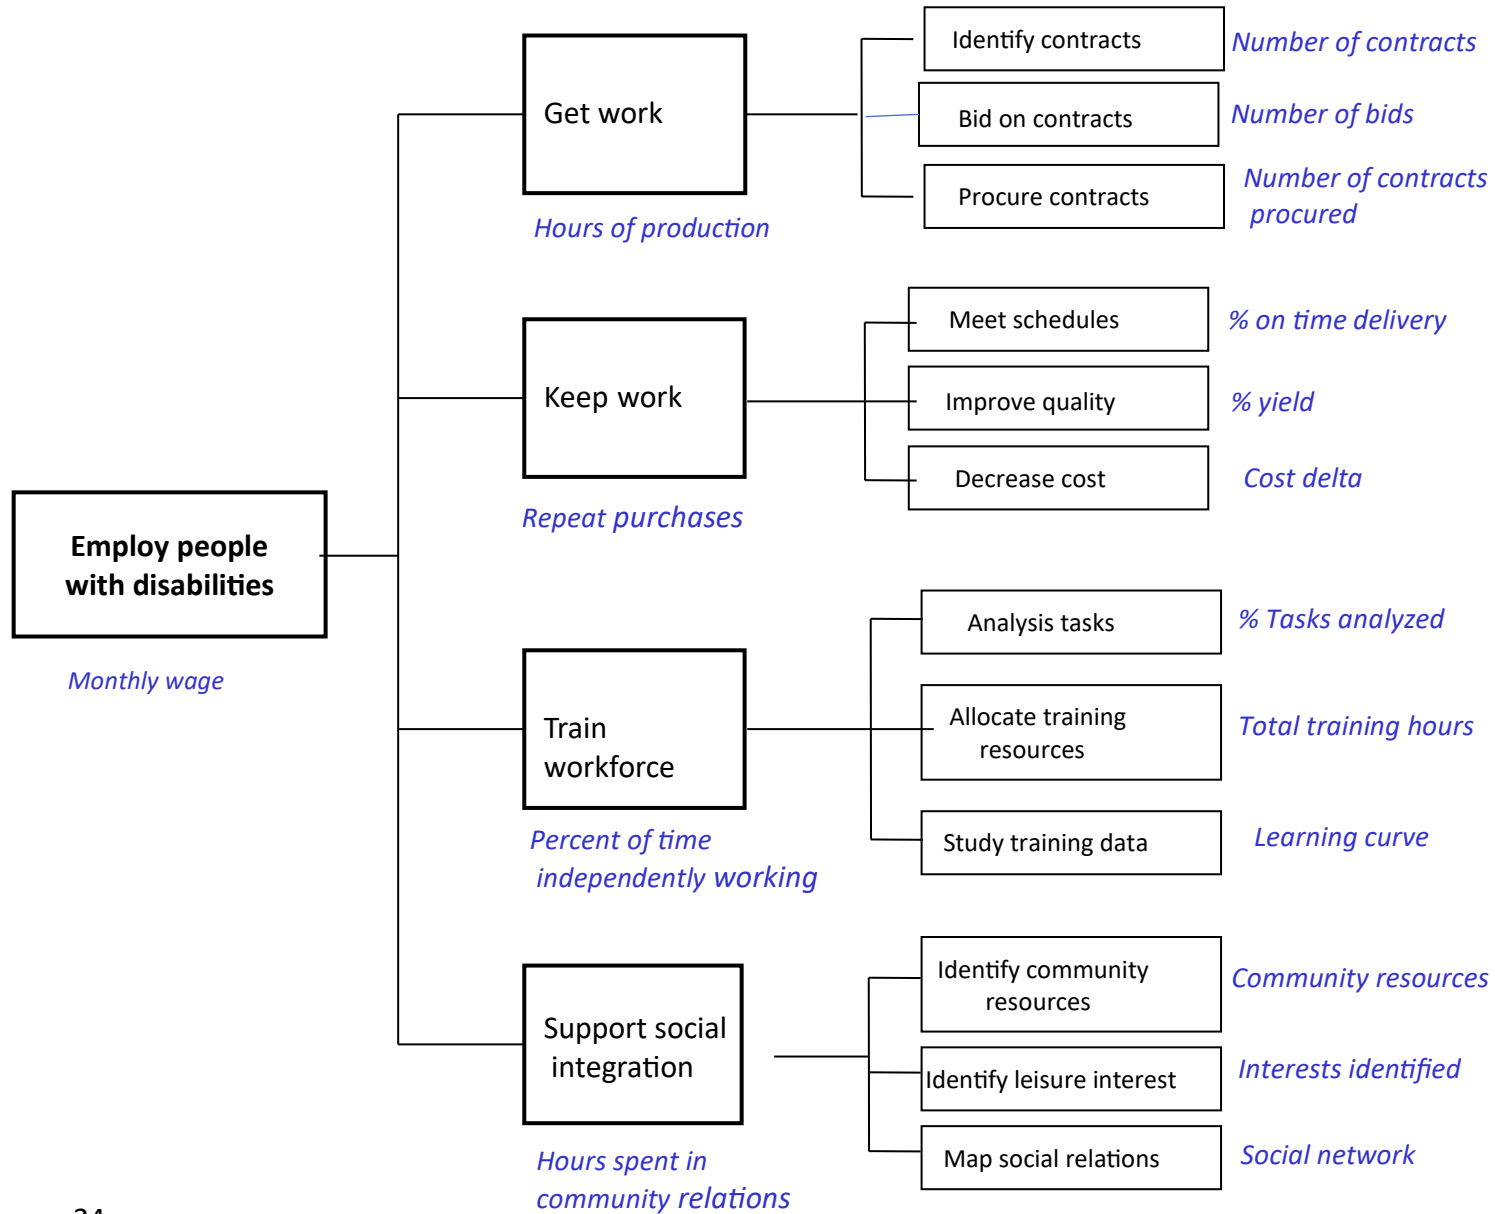 Identify contracts
Number of contracts
Get work
Bid on contracts
Number of bids
Procure contracts
Number of contracts
procured
Hours of production
Meet schedules
% on time delivery
Keep work
Improve quality
% yield
Decrease cost
Cost delta
Repeat purchases
Employ people
with disabilities
Monthly wage
Analysis tasks
% Tasks analyzed
Train
workforce
Allocate training
resources
Total training hours
Study training data
Learning curve
Percent of time
independently working
Identify community
resources
Community resources
Support social
integration
Identify leisure interest
Interests identified
Map social relations
Social network
Hours spent in
community relations